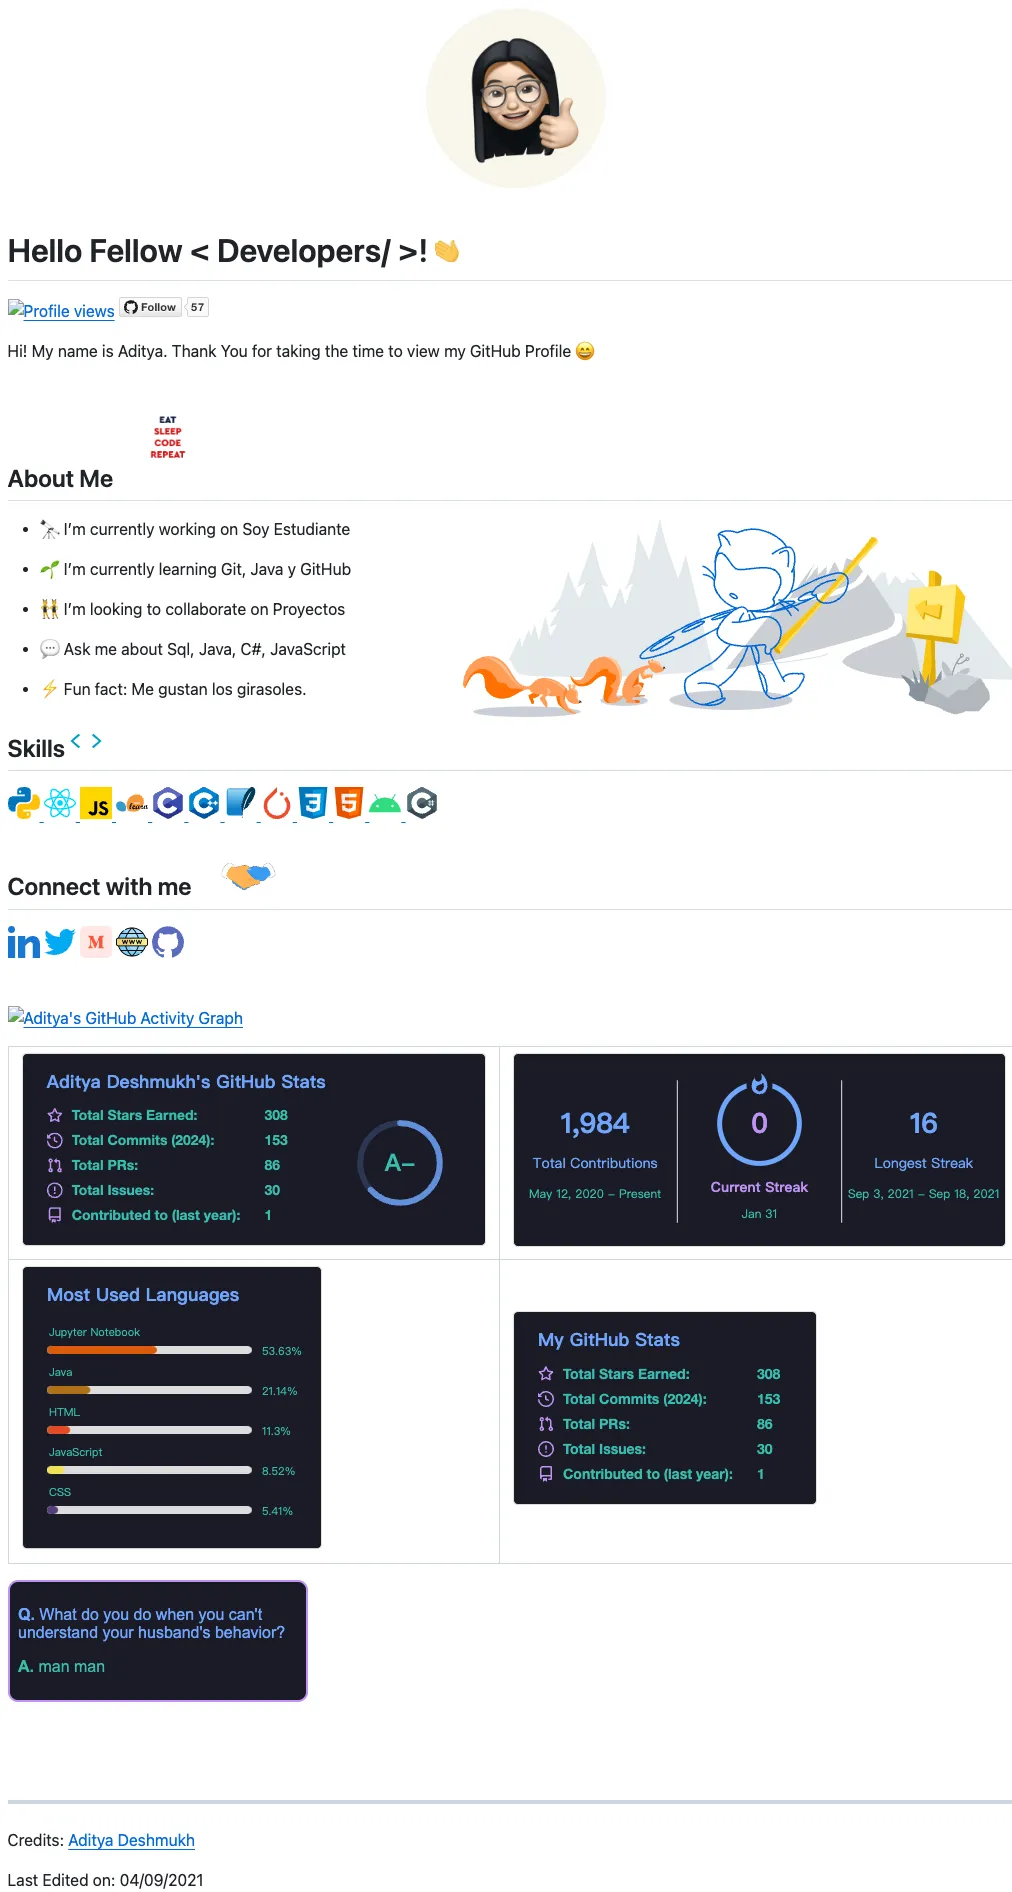 Hello Fellow < Developers/ >! 👋
Profile views
Follow 57
Hi! My name is Aditya. Thank You for taking the time to view my GitHub Profile 😄
EAT
SLEEP
CODE
REPEAT
About Me
🔭 I’m currently working on Soy Estudiante
🌱 I’m currently learning Git, Java y GitHub
👯 I’m looking to collaborate on Proyectos
💬 Ask me about Sql, Java, C#, JavaScript
⚡ Fun fact: Me gustan los girasoles.
Skills < >
JS
learn
C
C++
3
5
C#
Connect with me
in
M
WWW
Aditya's GitHub Activity Graph
Aditya Deshmukh's GitHub Stats
Total Stars Earned: 308
Total Commits (2024): 153
Total PRs: 86
Total Issues: 30
Contributed to (last year): 1
A-
1,984
Total Contributions
May 12, 2020 - Present
0
Current Streak
Jan 31
16
Longest Streak
Sep 3, 2021 - Sep 18, 2021
Most Used Languages
Jupyter Notebook
53.63%
Java
21.14%
HTML
11.3%
JavaScript
8.52%
CSS
5.41%
My GitHub Stats
Total Stars Earned: 308
Total Commits (2024): 153
Total PRs: 86
Total Issues: 30
Contributed to (last year): 1
Q. What do you do when you can't
understand your husband's behavior?
A. man man
Credits: Aditya Deshmukh
Last Edited on: 04/09/2021